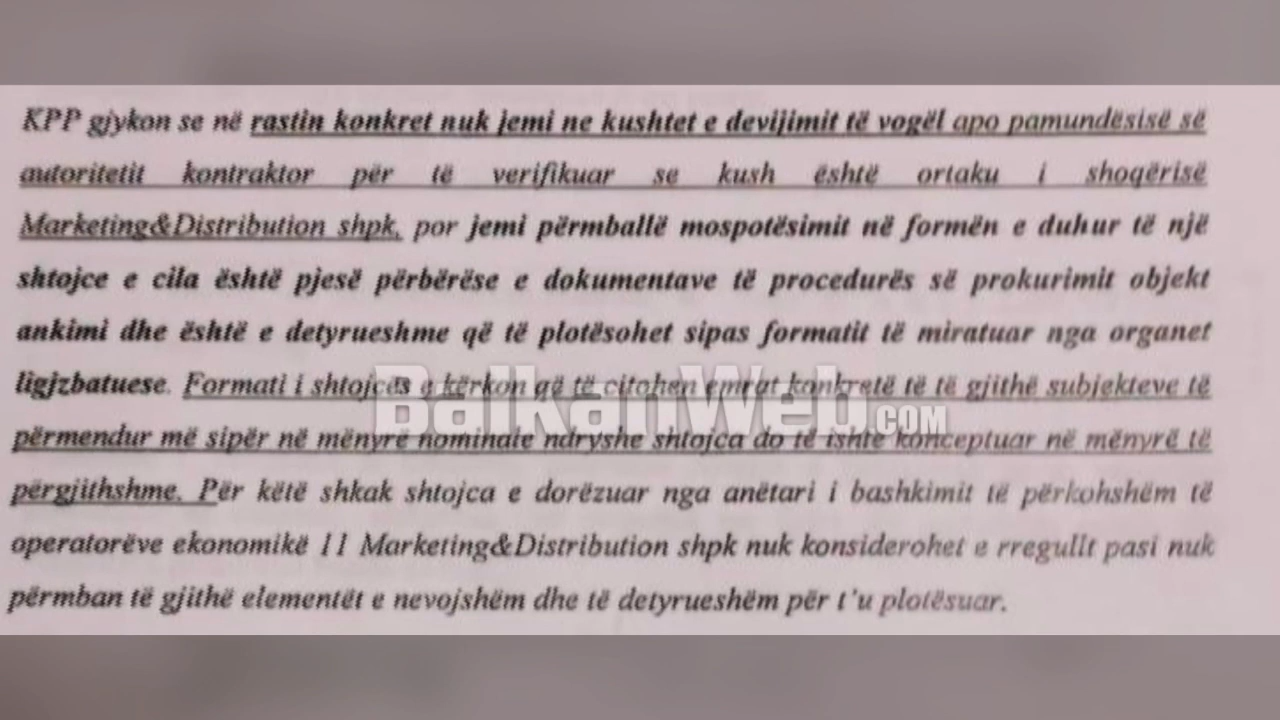 KPP gjykon se në rastin konkret nuk jemi ne kushtet e devijimit të vogël apo pamundësisë së
autoritetit kontraktor për të verifikuar se kush është ortaku i shoqërisë
Marketing&Distribution shpk, por jemi përmballë mospotësimit në formën e duhur të një
shtojce e cila është pjesë përbërëse e dokumentave të procedurës së prokurimit objekt
ankimi dhe është e detyrueshme që të plotësohet sipas formatit të miratuar nga organet
ligjzbatuese. Formati i shtojcës e kërkon që të citohen emrat konkretë të të gjithë subjekteve të
përmendur më sipër në mënyrë nominale ndryshe shtojca do të ishte konceptuar në mënyrë të
përgjithshme. Për këtë shkak shtojca e dorëzuar nga anëtari i bashkimit të përkohshëm të
operatorëve ekonomikë 11 Marketing&Distribution shpk nuk konsiderohet e rregullt pasi nuk
përmban të gjithë elementët e nevojshëm dhe të detyrueshëm për t'u plotësuar.
BalkanWeb.COM